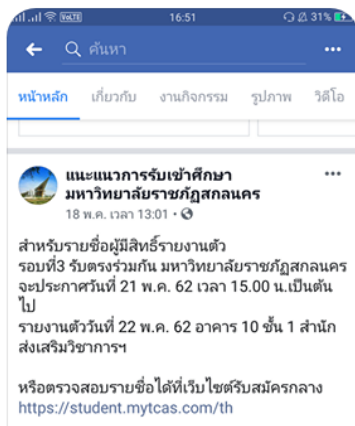 VoLTE 16:51 31%
ค้นหา
หน้าหลัก เกี่ยวกับ งานกิจกรรม รูปภาพ วิดีโอ
แนะแนวการรับเข้าศึกษา
มหาวิทยาลัยราชภัฏสกลนคร
18 พ.ค. เวลา 13:01
สำหรับรายชื่อผู้มีสิทธิ์รายงานตัว
รอบที่3 รับตรงร่วมกัน มหาวิทยาลัยราชภัฏสกลนคร
จะประกาศวันที่ 21 พ.ค. 62 เวลา 15.00 น.เป็นต้น
ไป
รายงานตัววันที่ 22 พ.ค. 62 อาคาร 10 ชั้น 1 สำนัก
ส่งเสริมวิชาการฯ
หรือตรวจสอบรายชื่อได้ที่เว็บไซต์รับสมัครกลาง
https://student.mytcas.com/th